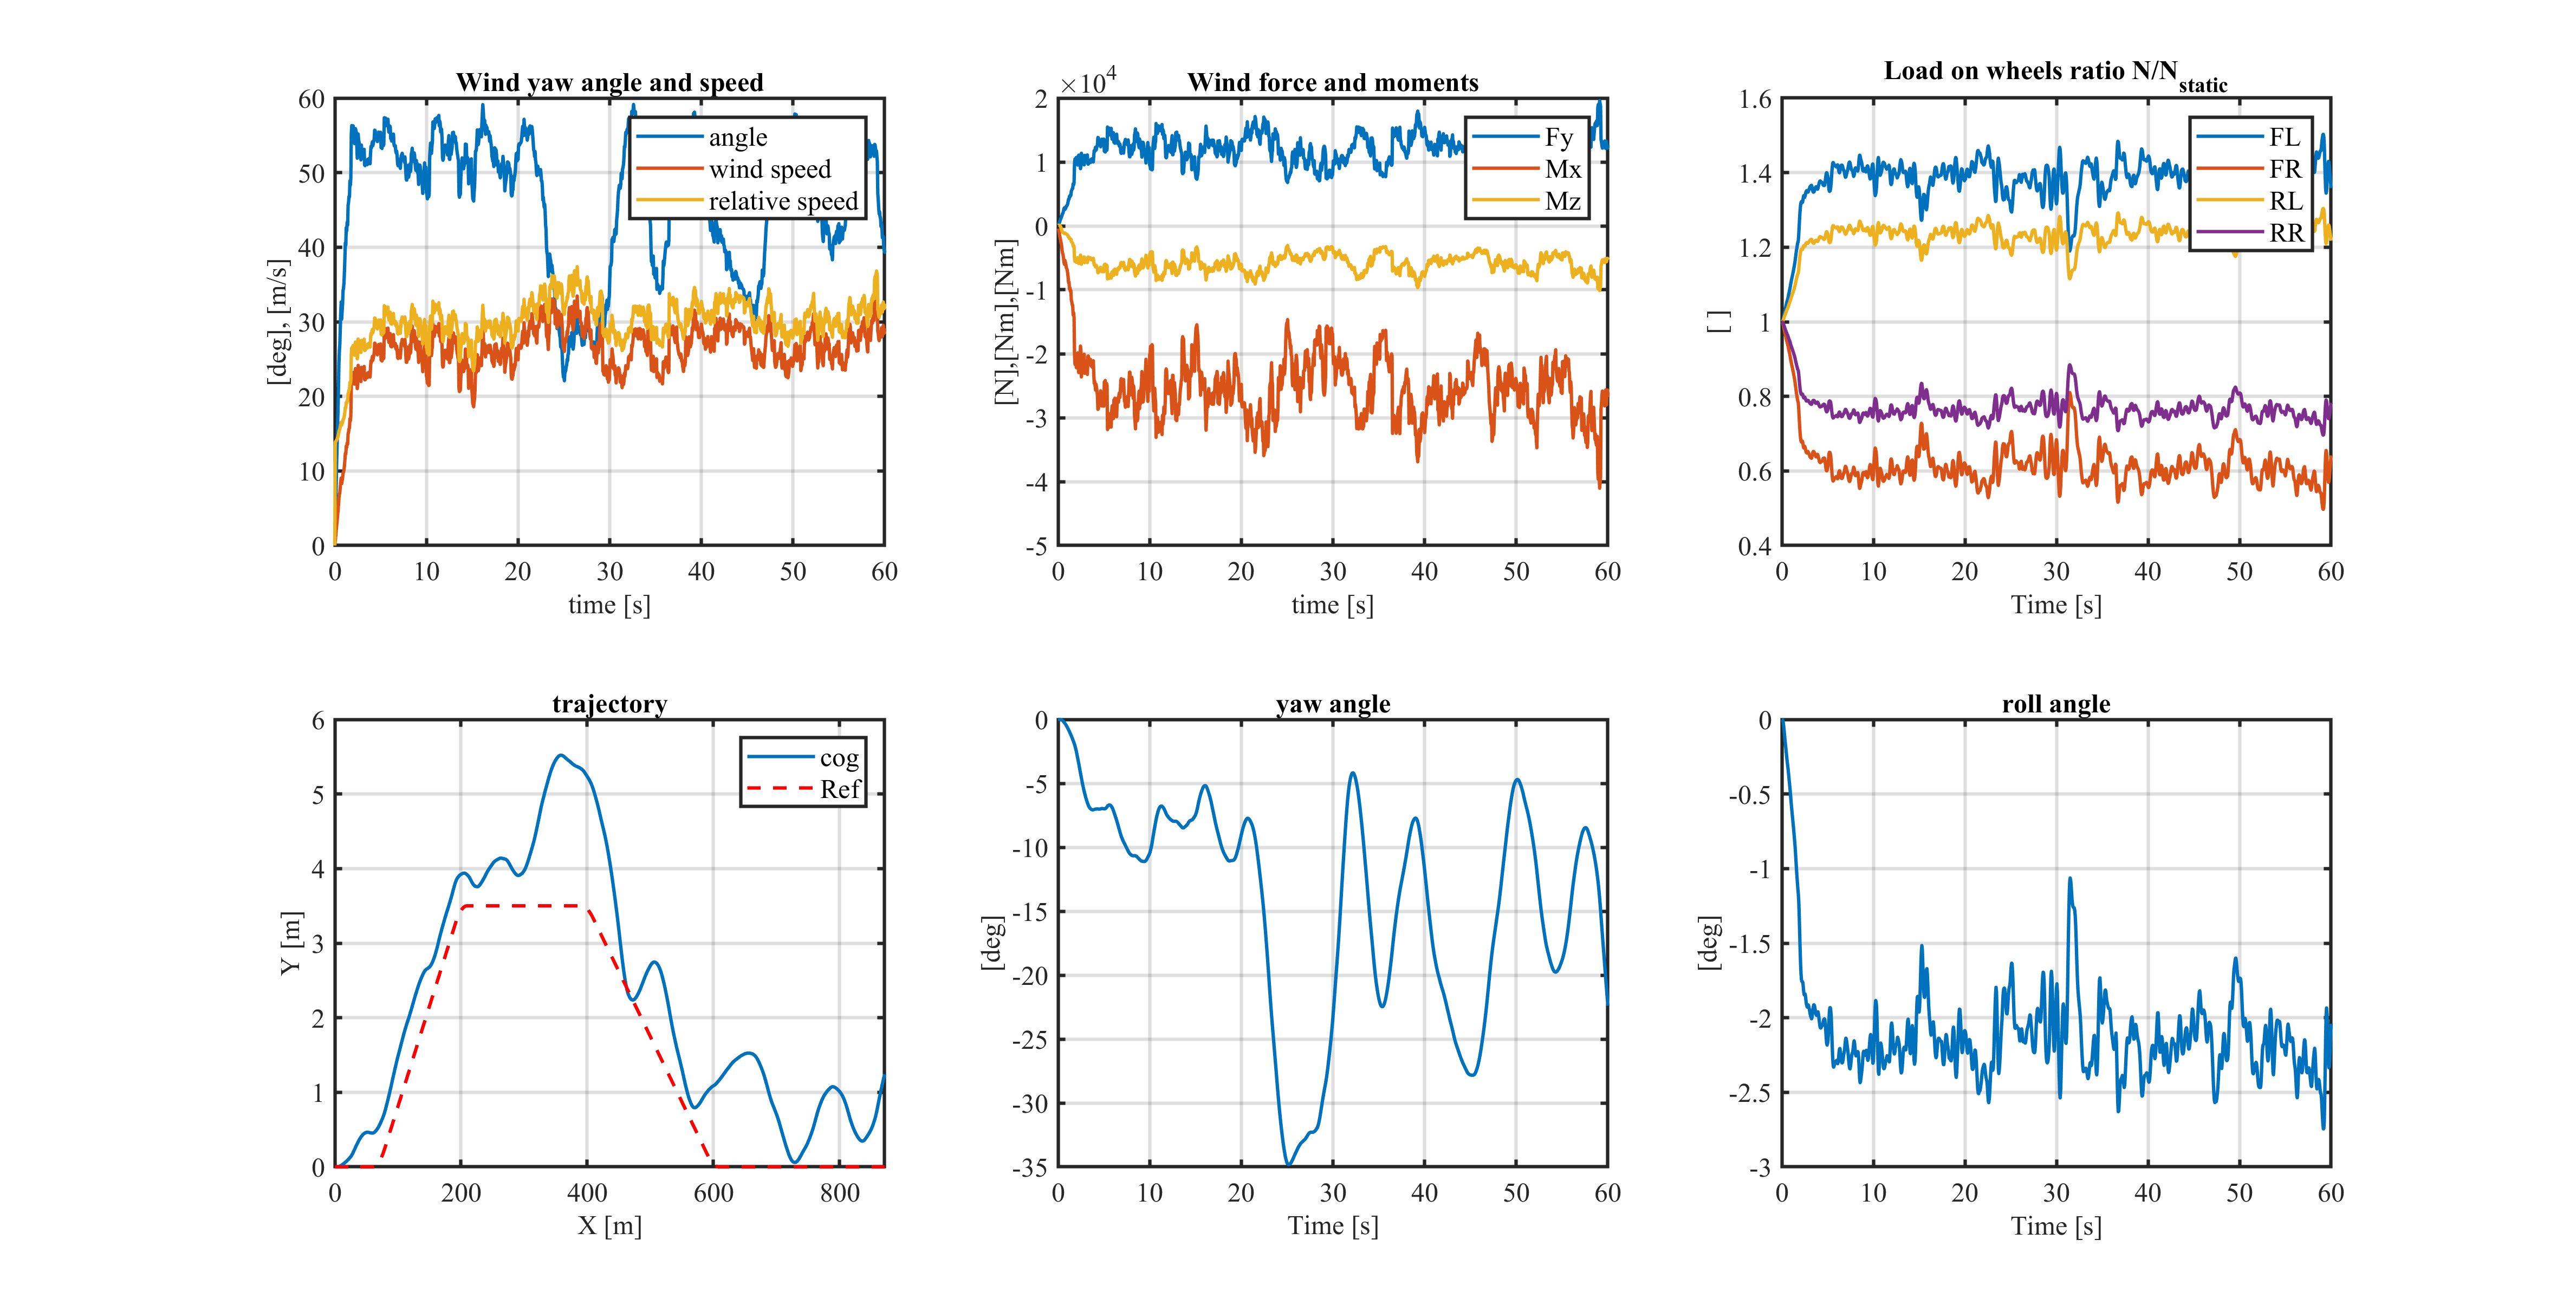 Wind yaw angle and speed
60
50
40
30
20
10
0
[deg], [m/s]
angle
wind speed
relative speed
0 10 20 30 40 50 60
time [s]
×10^4
Wind force and moments
2
1
0
-1
-2
-3
-4
-5
[N],[Nm],[Nm]
Fy
Mx
Mz
0 10 20 30 40 50 60
time [s]
Load on wheels ratio N/N_static
1.6
1.4
1.2
1
0.8
0.6
0.4
[ ]
FL
FR
RL
RR
0 10 20 30 40 50 60
Time [s]
trajectory
6
5
4
3
2
1
0
Y [m]
cog
Ref
0 200 400 600 800
X [m]
yaw angle
0
-5
-10
-15
-20
-25
-30
-35
[deg]
0 10 20 30 40 50 60
Time [s]
roll angle
0
-0.5
-1
-1.5
-2
-2.5
-3
[deg]
0 10 20 30 40 50 60
Time [s]